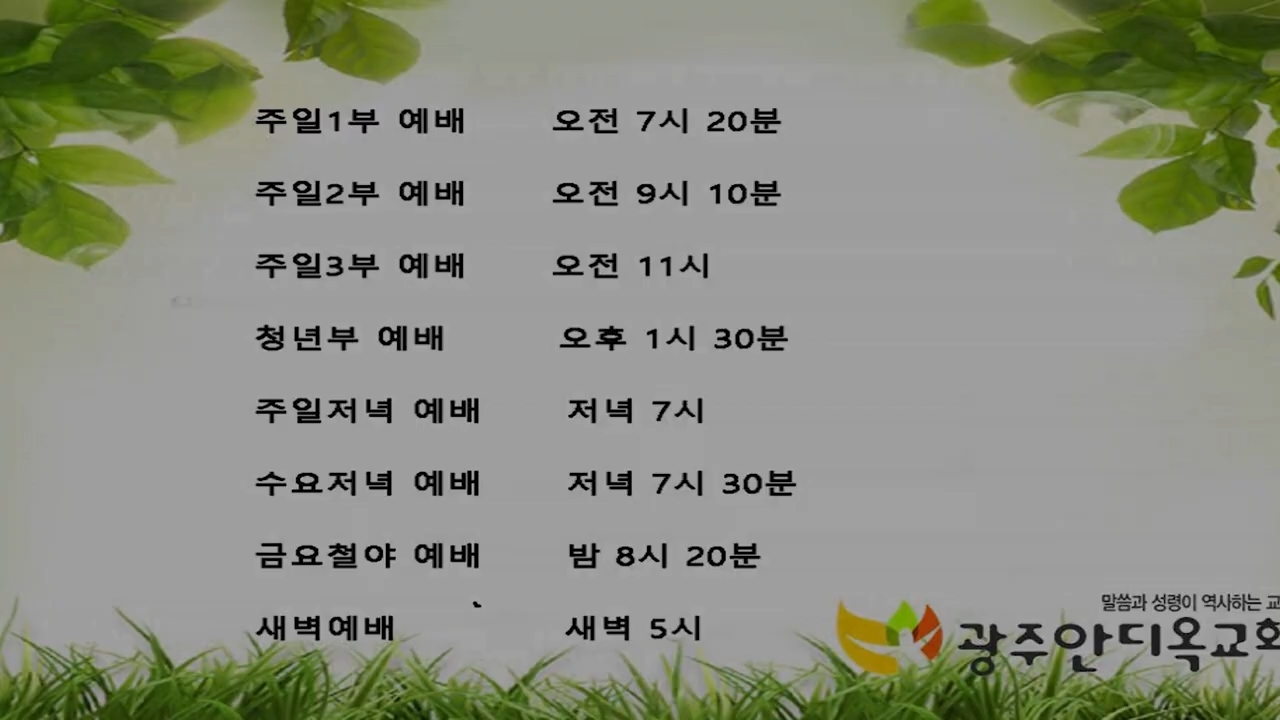 주일1부 예배 오전 7시 20분
주일2부 예배 오전 9시 10분
주일3부 예배 오전 11시
청년부 예배 오후 1시 30분
주일저녁 예배 저녁 7시
수요저녁 예배 저녁 7시 30분
금요철야 예배 밤 8시 20분
새벽예배 새벽 5시
말씀과 성령이 역사하는 교
광주안디옥교회